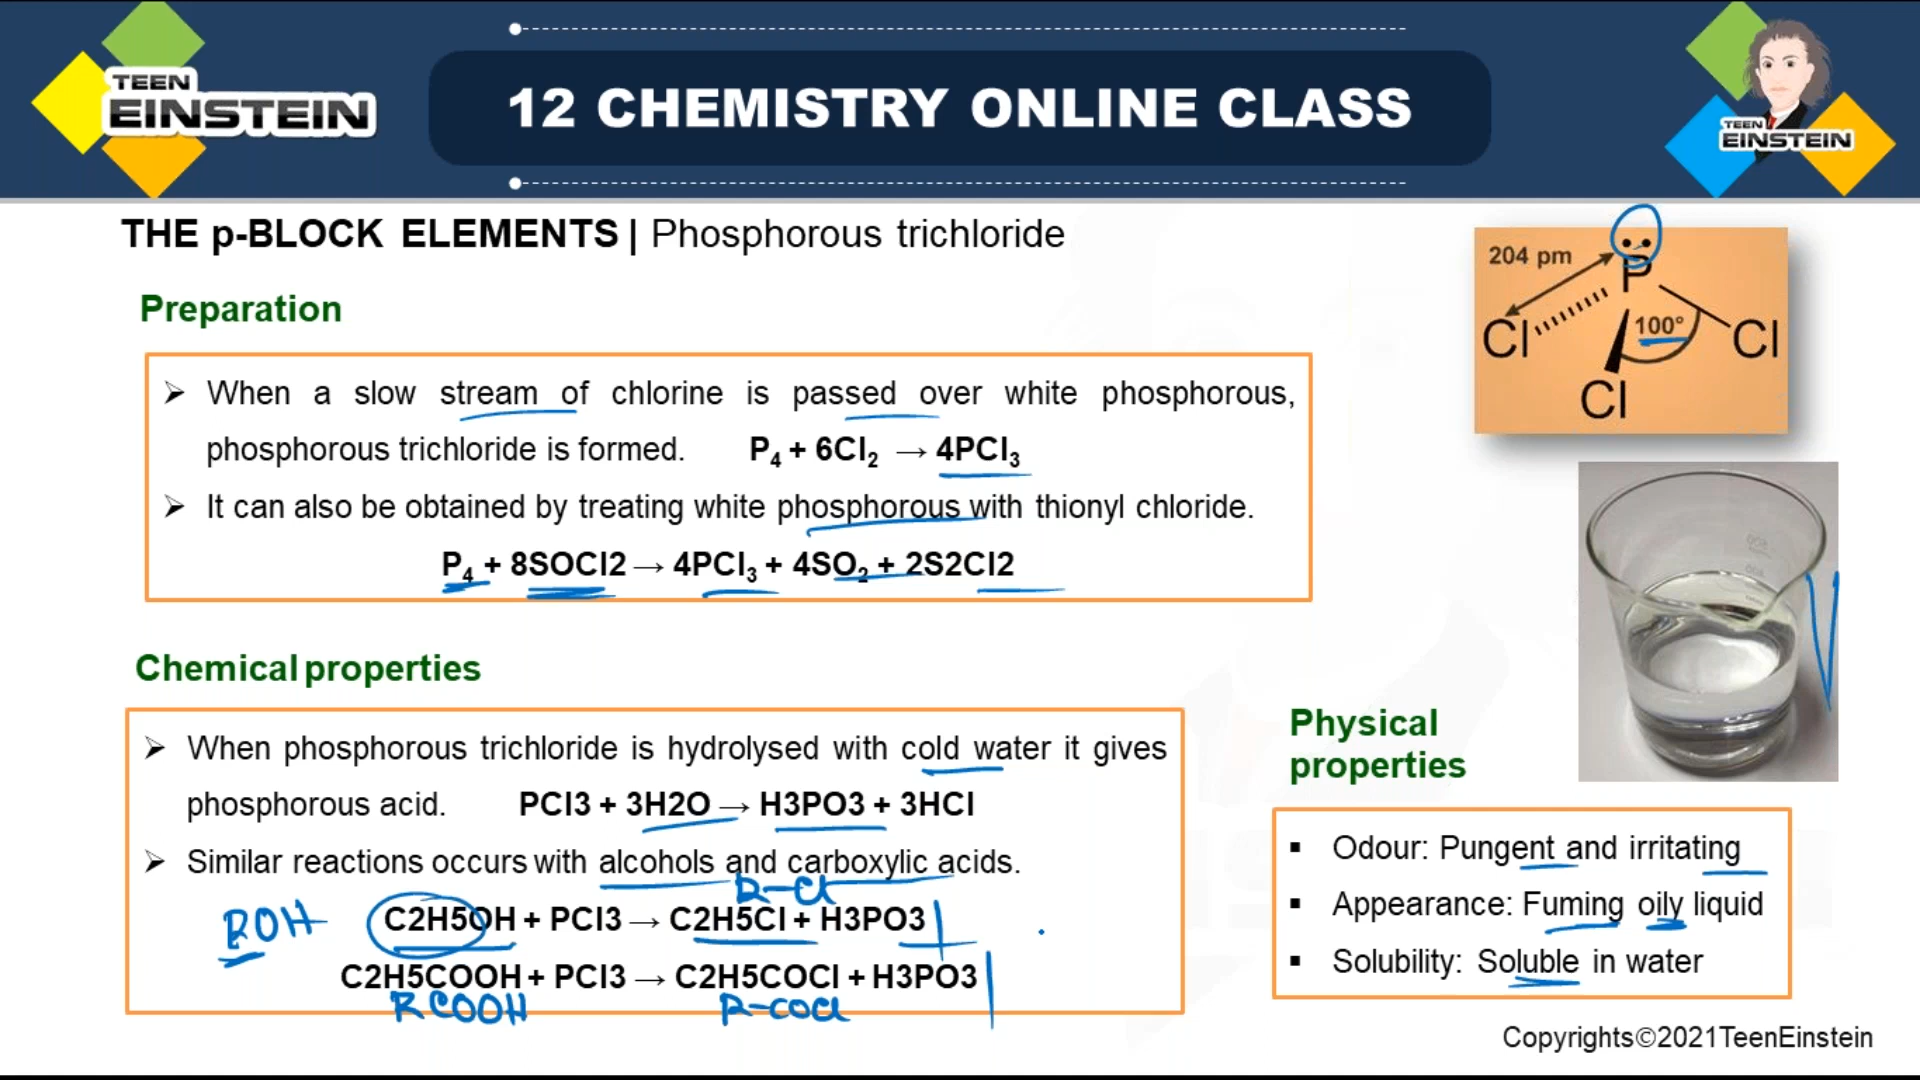 TEEN
EINSTEIN
12 CHEMISTRY ONLINE CLASS
TEEN
EINSTEIN
THE p-BLOCK ELEMENTS | Phosphorous trichloride
204 pm
P
Cl
100°
Cl
Cl
Preparation
➢ When a slow stream of chlorine is passed over white phosphorous,
phosphorous trichloride is formed. P₄ + 6Cl₂ → 4PCl₃
➢ It can also be obtained by treating white phosphorous with thionyl chloride.
P₄ + 8SOCl2 → 4PCl₃ + 4SO₂ + 2S2Cl2
Chemical properties
➢ When phosphorous trichloride is hydrolysed with cold water it gives
phosphorous acid. PCl3 + 3H2O → H3PO3 + 3HCl
➢ Similar reactions occurs with alcohols and carboxylic acids.
R-Cl
ROH C2H5OH + PCl3 → C2H5Cl + H3PO3
C2H5COOH + PCl3 → C2H5COCl + H3PO3
RCOOH R-COCl
Physical
properties
▪ Odour: Pungent and irritating
▪ Appearance: Fuming oily liquid
▪ Solubility: Soluble in water
Copyrights©2021TeenEinstein